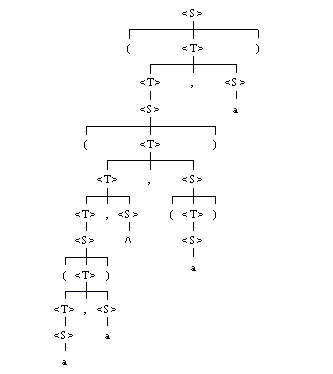 <S>
( <T> )
<T> , <S>
<S> a
( <T> )
<T> , <S>
<T> , <S> ( <T> )
<S> ^ <S>
( <T> ) a
<T> , <S>
<S> a
a